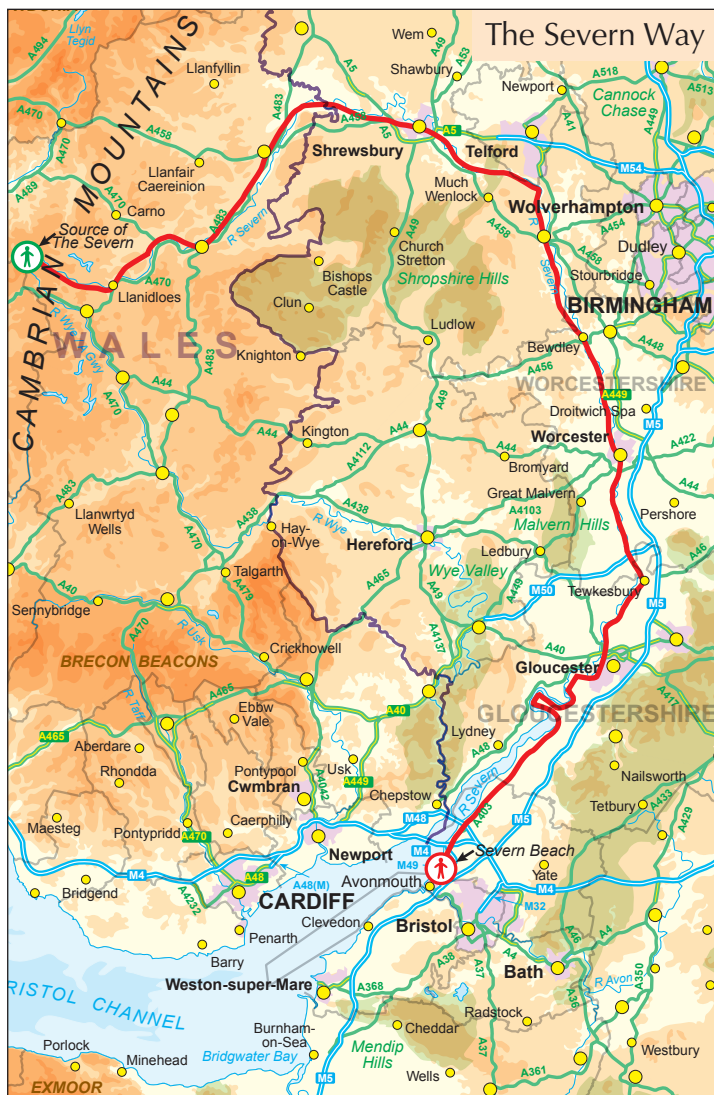 The Severn Way
Llyn
Tegid
A494
Wem
A49
A53
Shawbury
A5
Llanfyllin
A483
Newport
A518
Cannock
Chase
A513
A449
A41
A470
A458
A5
A5
Shrewsbury
Telford
M54
A470
A489
Llanfair
Caereinion
MOUNTAINS
CAMBRIAN
A470
Carno
A483
R Severn
A49
Much
Wenlock
A458
R Severn
Wolverhampton
A454
A458
Dudley
Source of
The Severn
Church
Stretton
Stourbridge
A470
Llanidloes
Bishops
Castle
Shropshire Hills
BIRMINGHAM
Clun
WALES
A483
Ludlow
Bewdley
A448
Knighton
A456
WORCESTERSHIRE
A470
A44
A49
A449
Droitwich Spa
M5
Worcester
A422
A44
Kington
A4112
A44
A44
Bromyard
A44
A483
Great Malvern
Llanwrtyd
Wells
A438
A438
R Wye
A4103
Malvern Hills
Pershore
Hay-
on-Wye
Hereford
Ledbury
A46
A470
A465
Wye Valley
A49
A449
M50
Tewkesbury
M5
A40
Talgarth
A479
Sennybridge
A470
R Usk
A4137
A40
Crickhowell
BRECON BEACONS
Gloucester
R Taff
A465
A40
A417
GLOUCESTERSHIRE
Ebbw
Vale
A465
Aberdare
Lydney
A48
Rhondda
Pontypool
Usk
A449
R Severn
Nailsworth
Cwmbran
A4042
Chepstow
A403
Tetbury
A433
M48
M5
A429
Maesteg
Pontypridd
Caerphilly
A470
Newport
M4
M49
Severn Beach
Yate
M4
A48
A48(M)
Avonmouth
M4
Bridgend
A4232
CARDIFF
M32
Clevedon
Bristol
A46
A4
Penarth
A4
Barry
A38
A37
Bath
A350
Weston-super-Mare
A368
A36
R Avon
BRISTOL CHANNEL
Radstock
Burnham-
on-Sea
Cheddar
Bridgwater Bay
Mendip
Hills
A37
Westbury
Porlock
Minehead
M5
Wells
A361
EXMOOR